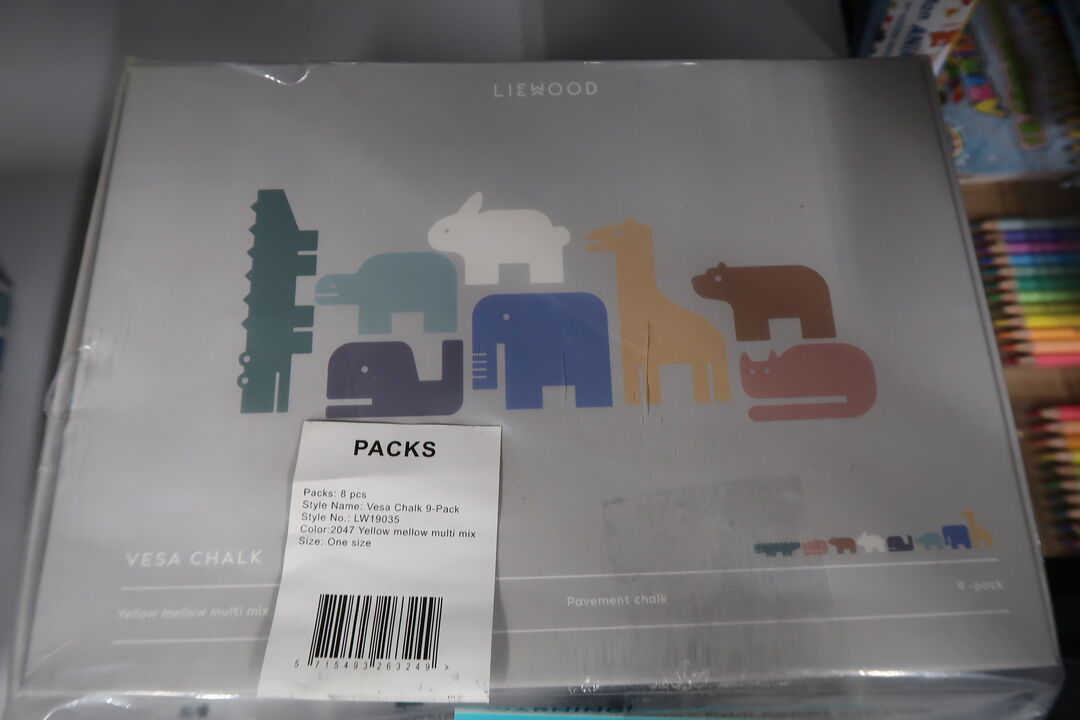 LIEWOOD
PACKS
Packs: 8 pcs
Style Name: Vesa Chalk 9-Pack
Style No.: LW19035
Color:2047 Yellow mellow multi mix
Size: One size
5 715493 263249 >
VESA CHALK
Yellow mellow multi mix
Pavement chalk
9-pack
WARNING!